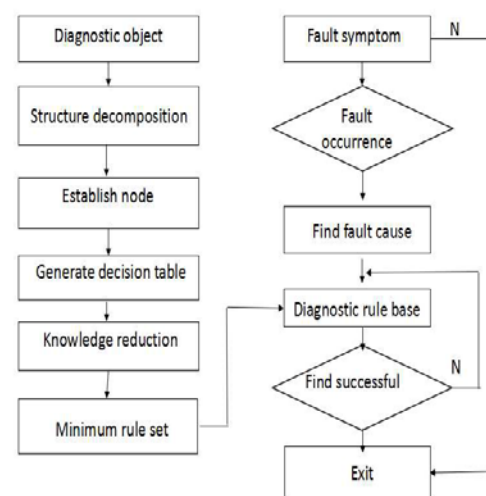 Diagnostic object
Structure decomposition
Establish node
Generate decision table
Knowledge reduction
Minimum rule set
Fault symptom
N
Fault
occurrence
Find fault cause
Diagnostic rule base
Find successful
N
Exit